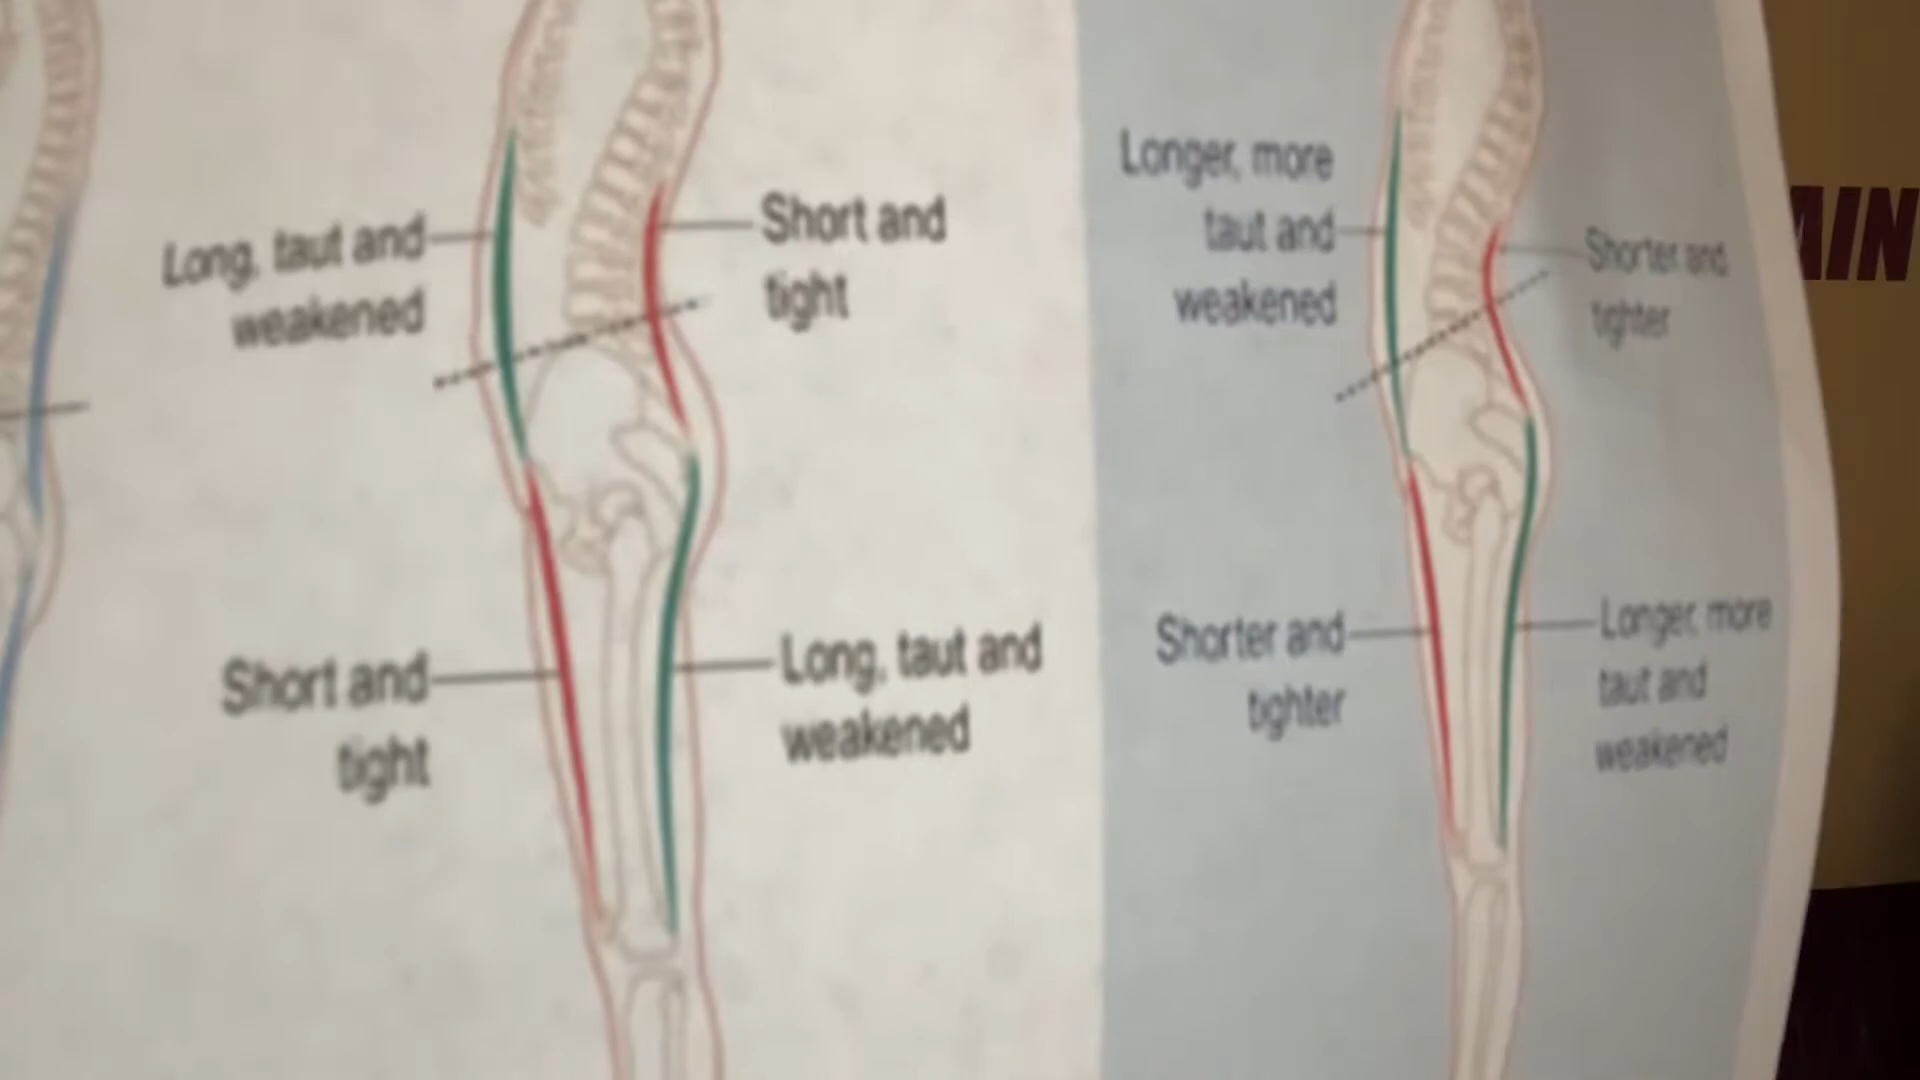 Long, taut and
weakened
Short and
tight
Short and
tight
Long, taut and
weakened
Longer, more
taut and
weakened
Shorter and
tighter
Shorter and
tighter
Longer, more
taut and
weakened
AIN